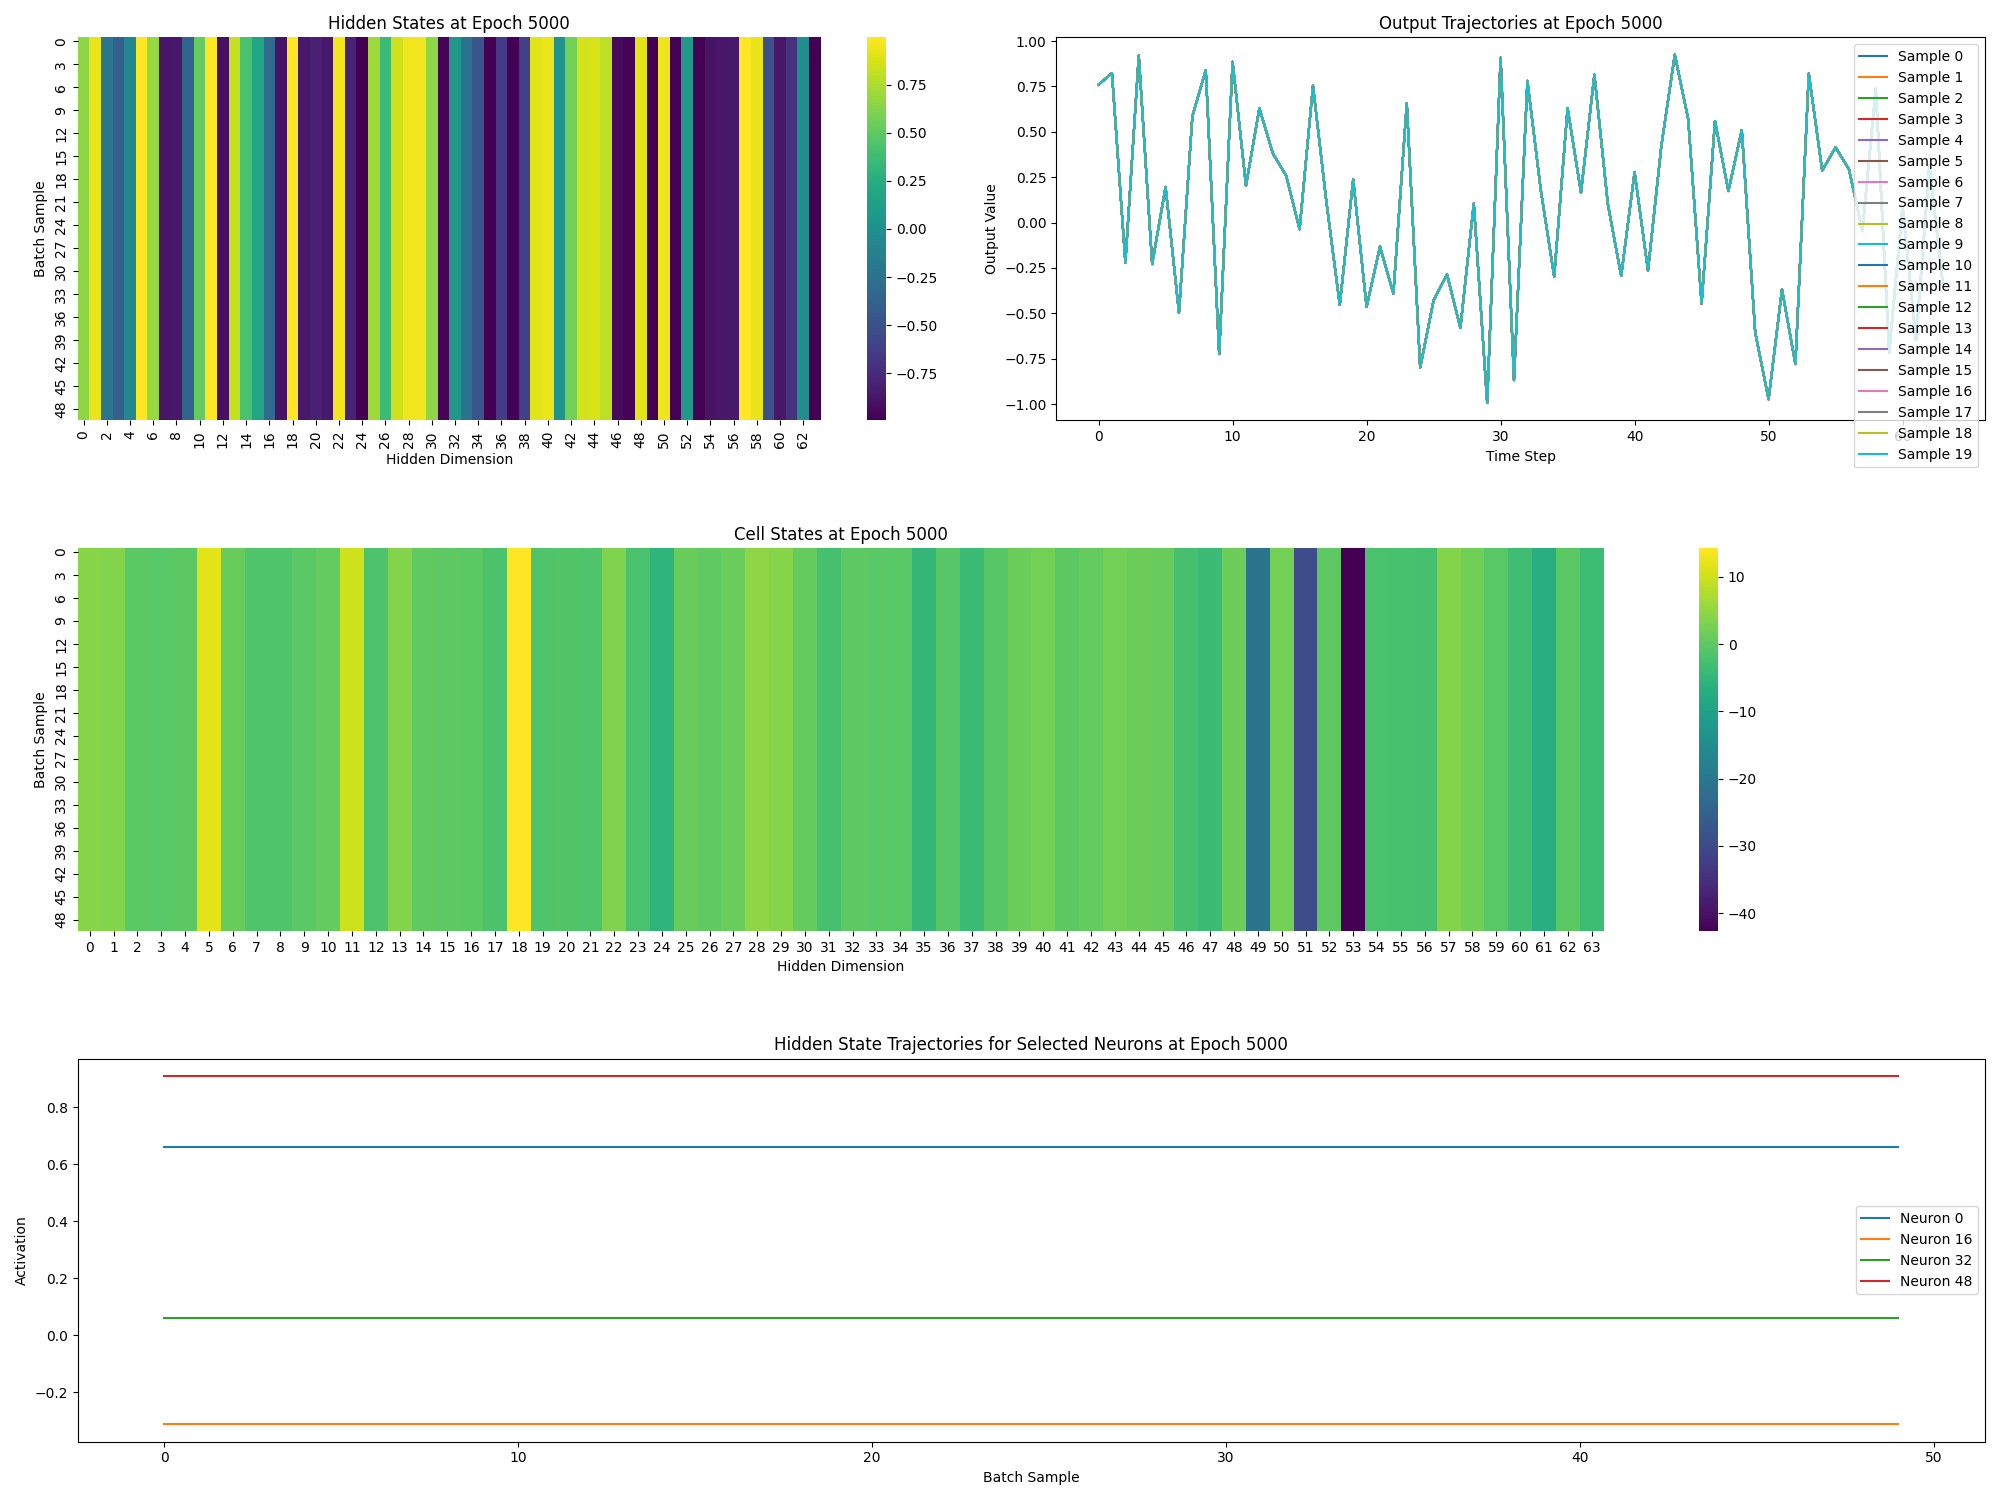 Hidden States at Epoch 5000
0
3
6
9
12
15
18
21
24
27
30
33
36
39
42
45
48
Batch Sample
0 2 4 6 8 10 12 14 16 18 20 22 24 26 28 30 32 34 36 38 40 42 44 46 48 50 52 54 56 58 60 62
Hidden Dimension
0.75
0.50
0.25
0.00
−0.25
−0.50
−0.75
Output Trajectories at Epoch 5000
1.00
0.75
0.50
0.25
0.00
−0.25
−0.50
−0.75
−1.00
Output Value
0 10 20 30 40 50 60
Time Step
Sample 0
Sample 1
Sample 2
Sample 3
Sample 4
Sample 5
Sample 6
Sample 7
Sample 8
Sample 9
Sample 10
Sample 11
Sample 12
Sample 13
Sample 14
Sample 15
Sample 16
Sample 17
Sample 18
Sample 19
Cell States at Epoch 5000
0
3
6
9
12
15
18
21
24
27
30
33
36
39
42
45
48
Batch Sample
0 1 2 3 4 5 6 7 8 9 10 11 12 13 14 15 16 17 18 19 20 21 22 23 24 25 26 27 28 29 30 31 32 33 34 35 36 37 38 39 40 41 42 43 44 45 46 47 48 49 50 51 52 53 54 55 56 57 58 59 60 61 62 63
Hidden Dimension
10
0
−10
−20
−30
−40
Hidden State Trajectories for Selected Neurons at Epoch 5000
0.8
0.6
0.4
0.2
0.0
−0.2
Activation
0 10 20 30 40 50
Batch Sample
Neuron 0
Neuron 16
Neuron 32
Neuron 48